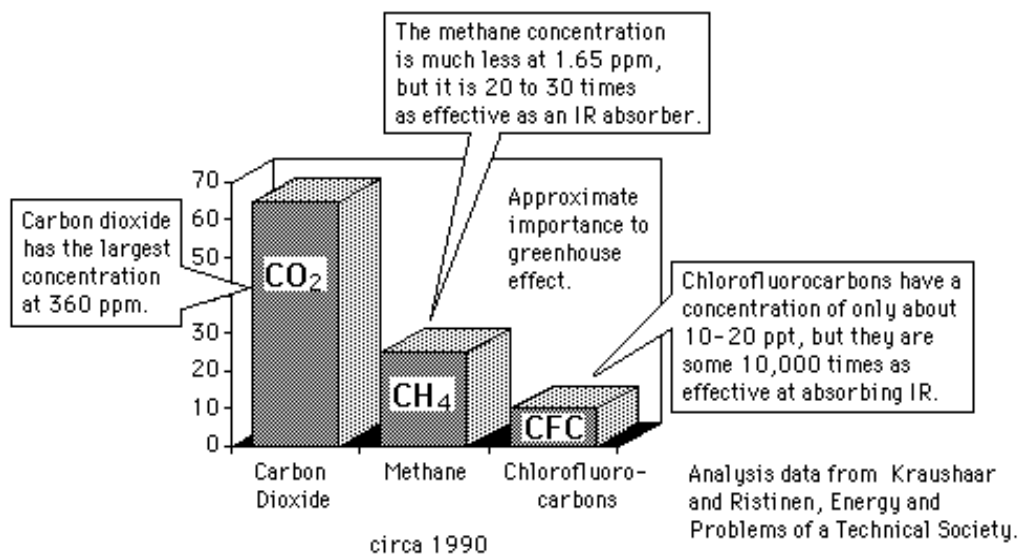 The methane concentration
is much less at 1.65 ppm,
but it is 20 to 30 times
as effective as an IR absorber.
Carbon dioxide
has the largest
concentration
at 360 ppm.
70
60
50
30
20
10
0
CO₂
CH₄
CFC
Approximate
importance to
greenhouse
effect.
Chlorofluorocarbons have a
concentration of only about
10-20 ppt, but they are
some 10,000 times as
effective at absorbing IR.
Carbon
Dioxide
Methane
Chlorofluoro-
carbons
circa 1990
Analysis data from Kraushaar
and Ristinen, Energy and
Problems of a Technical Society.